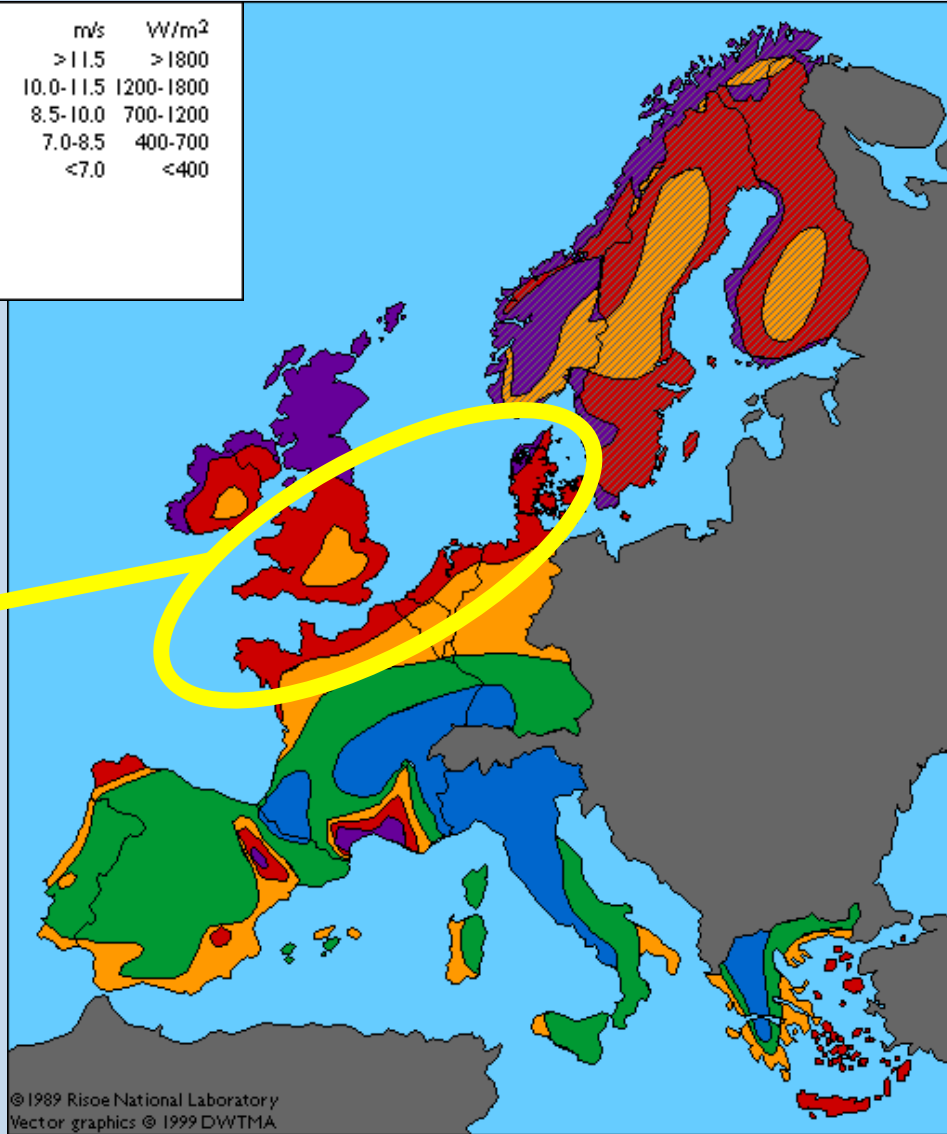 m/s W/m²
>11.5 >1800
10.0-11.5 1200-1800
8.5-10.0 700-1200
7.0-8.5 400-700
<7.0 <400
©1989 Risoe National Laboratory
Vector graphics © 1999 DWTMA